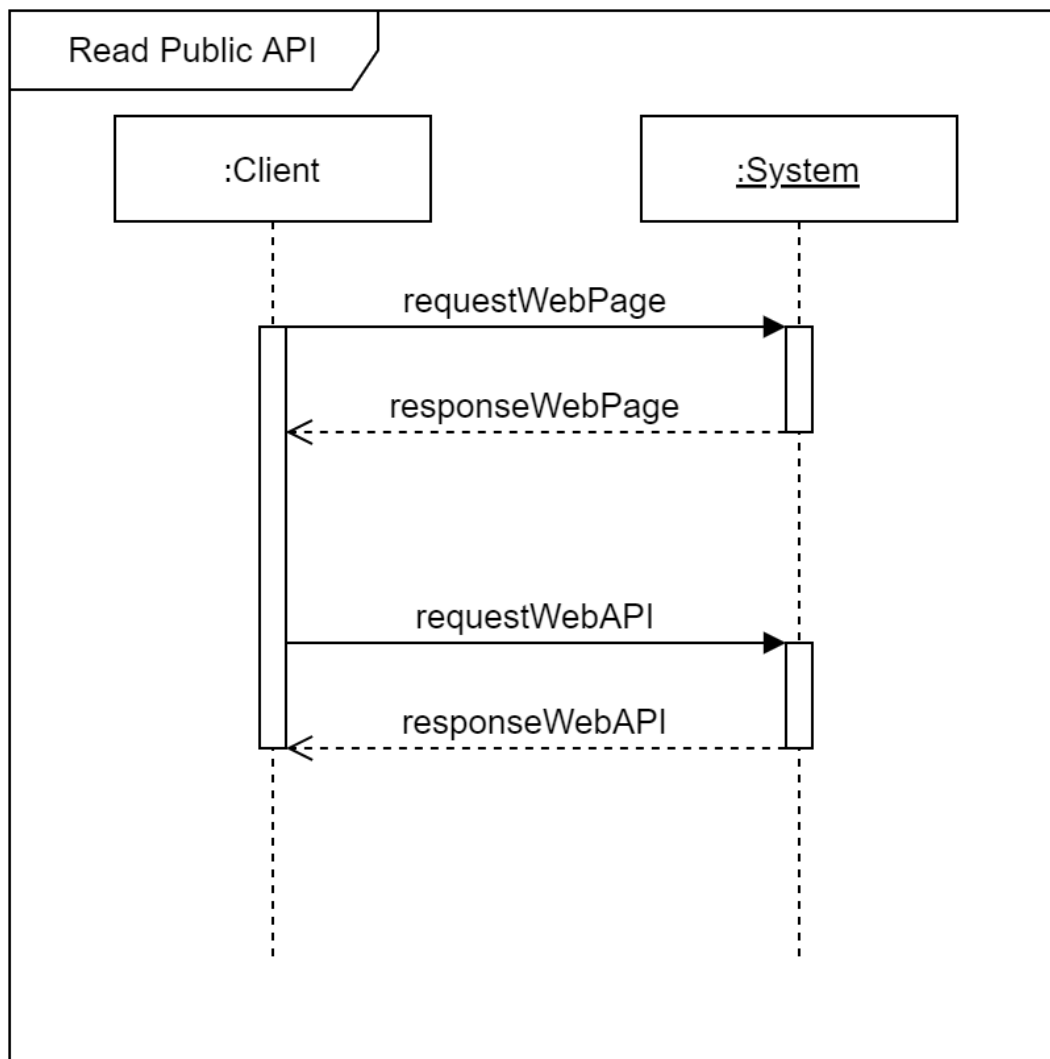 Read Public API
:Client
:System
requestWebPage
responseWebPage
requestWebAPI
responseWebAPI